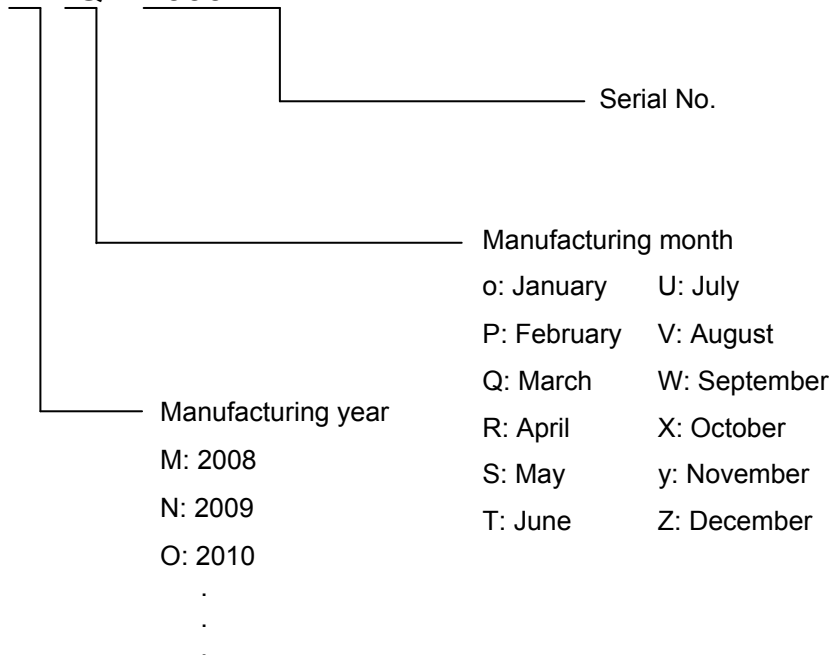 Serial No.
Manufacturing month
o: January U: July
P: February V: August
Q: March W: September
R: April X: October
S: May y: November
T: June Z: December
Manufacturing year
M: 2008
N: 2009
O: 2010
.
.
.